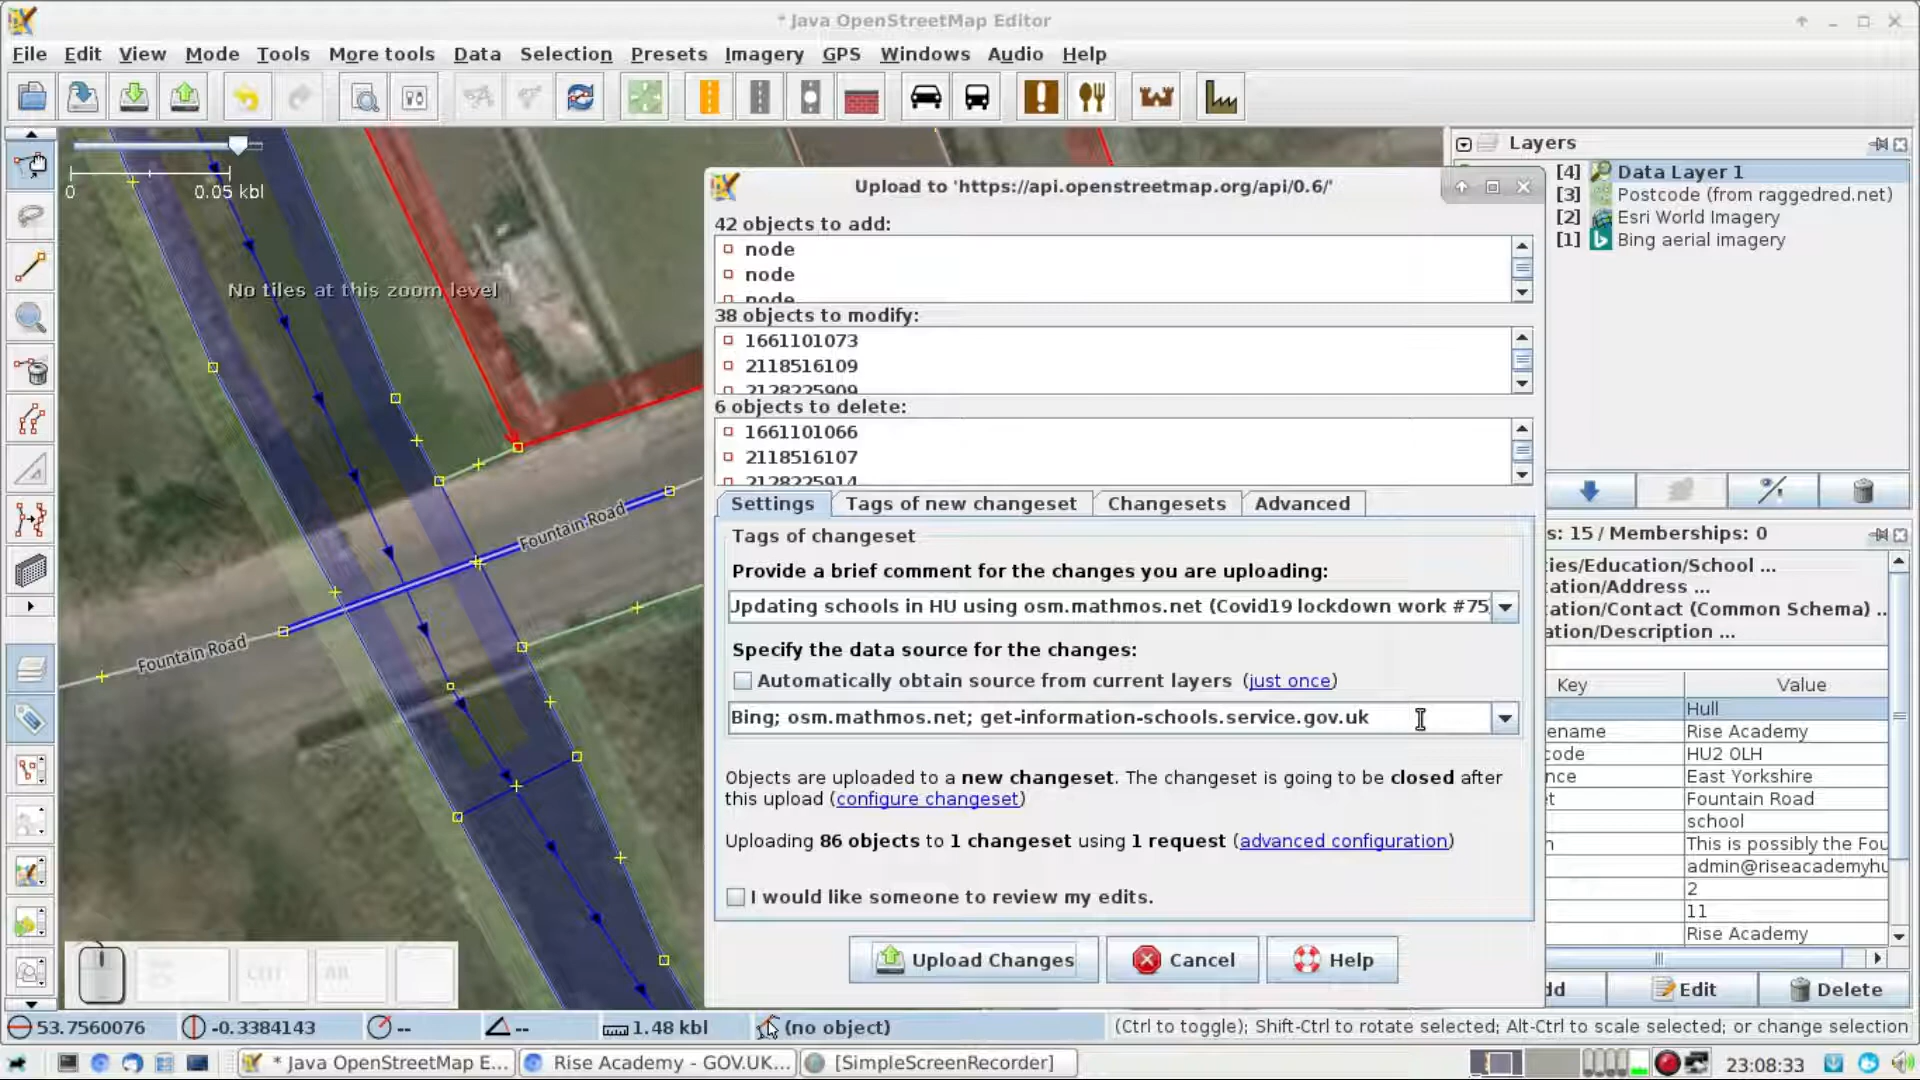 * Java OpenStreetMap Editor
File Edit View Mode Tools More tools Data Selection Presets Imagery GPS Windows Audio Help
0 0.05 kbl
No tiles at this zoom level
Fountain Road
Fountain Road
Upload to 'https://api.openstreetmap.org/api/0.6/'
42 objects to add:
node
node
node
38 objects to modify:
1661101073
2118516109
2128225909
6 objects to delete:
1661101066
2118516107
2128225914
Settings Tags of new changeset Changesets Advanced
Tags of changeset
Provide a brief comment for the changes you are uploading:
Updating schools in HU using osm.mathmos.net (Covid19 lockdown work #75
Specify the data source for the changes:
Automatically obtain source from current layers (just once)
Bing; osm.mathmos.net; get-information-schools.service.gov.uk
Objects are uploaded to a new changeset. The changeset is going to be closed after
this upload (configure changeset)
Uploading 86 objects to 1 changeset using 1 request (advanced configuration)
I would like someone to review my edits.
Upload Changes Cancel Help
Layers
[4] Data Layer 1
[3] Postcode (from raggedred.net)
[2] Esri World Imagery
[1] Bing aerial imagery
s: 15 / Memberships: 0
ies/Education/School ...
ation/Address ...
ation/Contact (Common Schema) ..
ation/Description ...
Key Value
Hull
ename Rise Academy
code HU2 0LH
nce East Yorkshire
et Fountain Road
school
n This is possibly the Fou
admin@riseacademyhu
2
11
Rise Academy
dd Edit Delete
53.7560076 -0.3384143 -- -- 1.48 kbl (no object) (Ctrl to toggle); Shift-Ctrl to rotate selected; Alt-Ctrl to scale selected; or change selection
* Java OpenStreetMap E... Rise Academy - GOV.UK... [SimpleScreenRecorder] 23:08:33